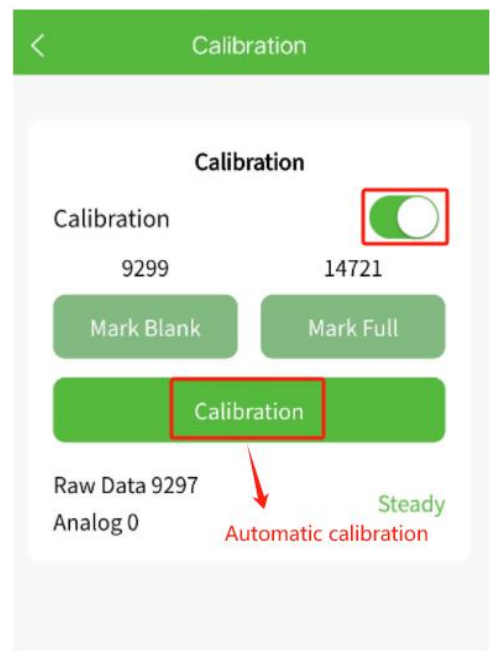 Calibration
Calibration
Calibration
9299 14721
Mark Blank Mark Full
Calibration
Raw Data 9297
Steady
Analog 0
Automatic calibration